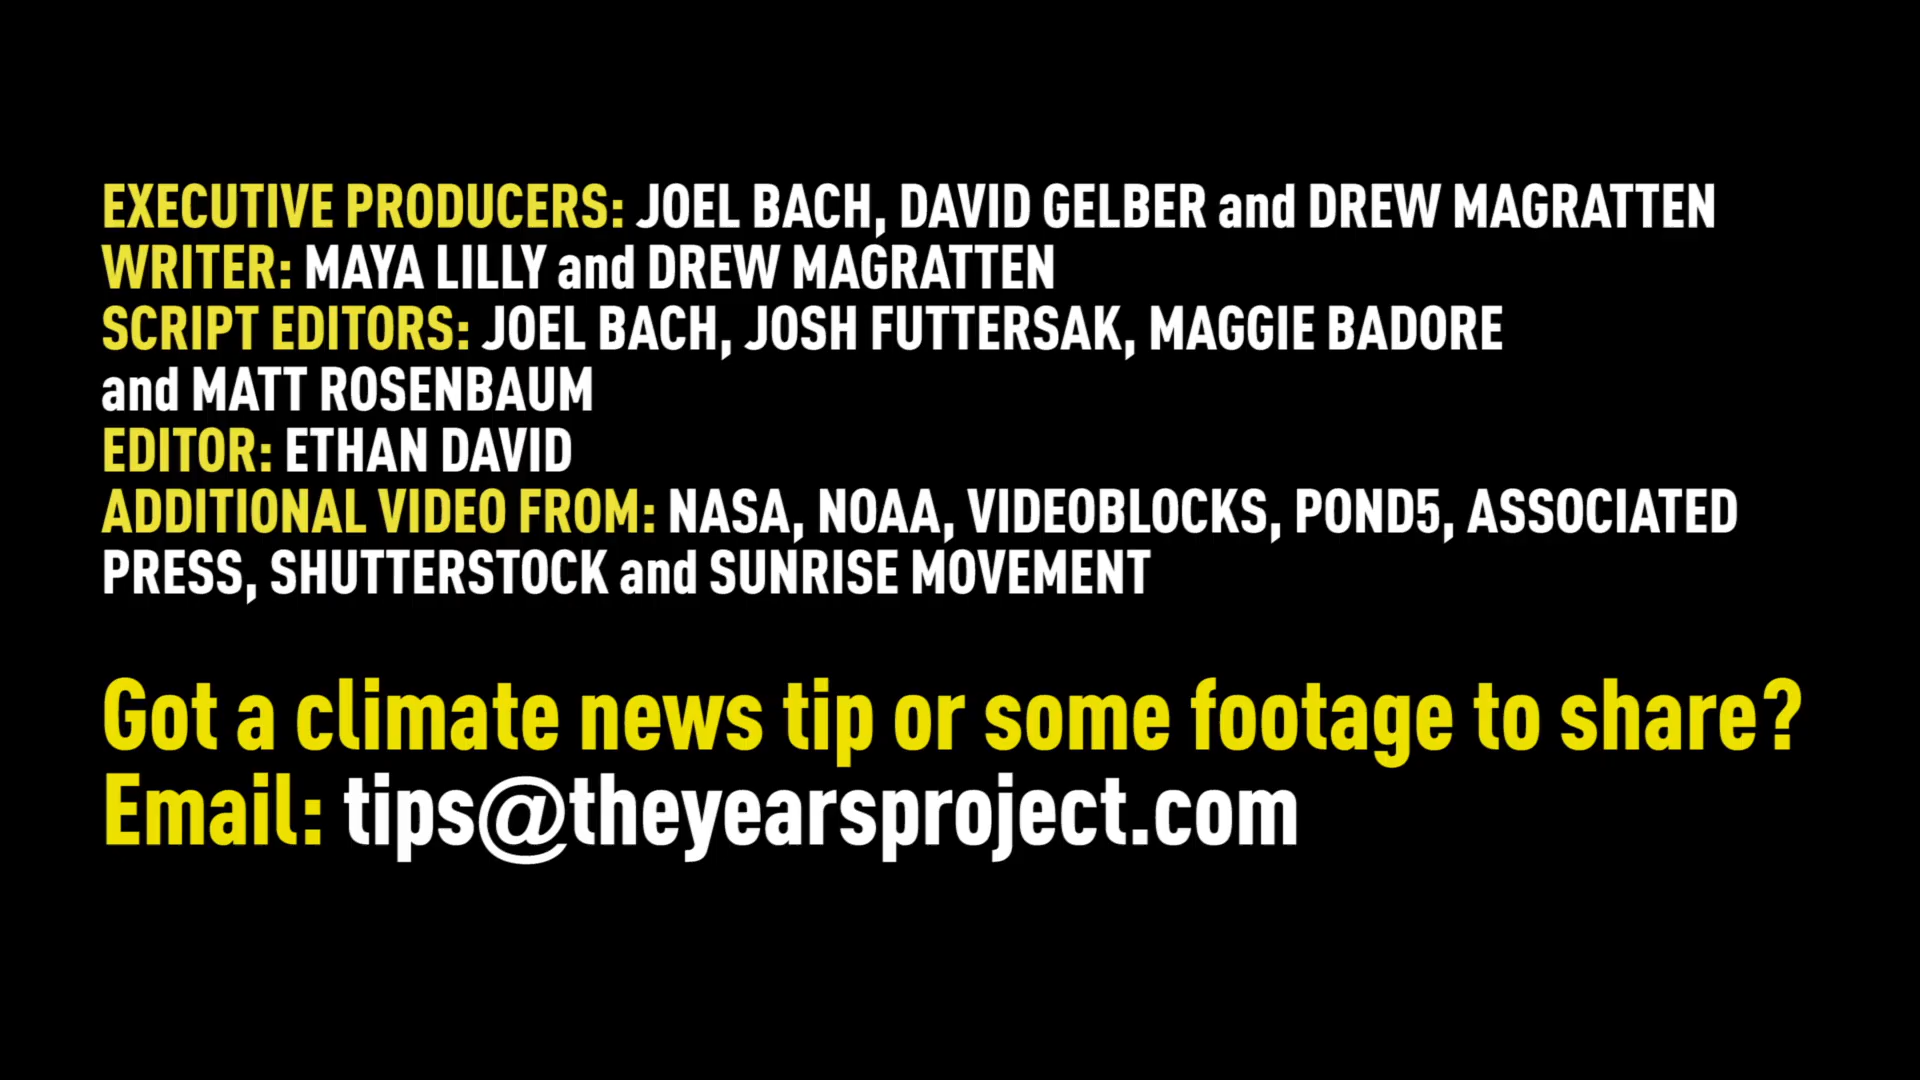 EXECUTIVE PRODUCERS: JOEL BACH, DAVID GELBER and DREW MAGRATTEN
WRITER: MAYA LILLY and DREW MAGRATTEN
SCRIPT EDITORS: JOEL BACH, JOSH FUTTERSAK, MAGGIE BADORE
and MATT ROSENBAUM
EDITOR: ETHAN DAVID
ADDITIONAL VIDEO FROM: NASA, NOAA, VIDEOBLOCKS, POND5, ASSOCIATED
PRESS, SHUTTERSTOCK and SUNRISE MOVEMENT
Got a climate news tip or some footage to share?
Email: tips@theyearsproject.com